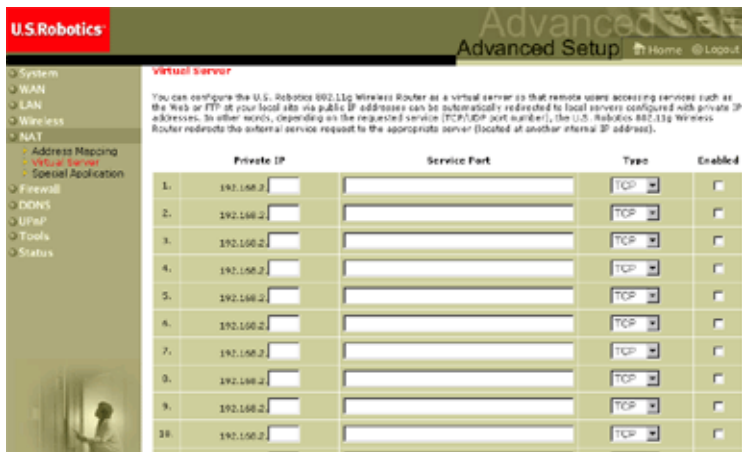 U.S.Robotics
Advanced Setup
Home
Logout
System
WAN
LAN
Wireless
NAT
Address Mapping
Virtual Server
Special Application
Firewall
DDNS
UPnP
Tools
Status
Virtual Server
You can configure the U.S. Robotics 802.11g Wireless Router as a virtual server so that remote users accessing services such as
the Web or FTP at your local site via public IP addresses can be automatically redirected to local servers configured with private IP
addresses. In other words, depending on the requested service (TCP/UDP port number), the U.S. Robotics 802.11g Wireless
Router redirects the external service request to the appropriate server (located at another internal IP address).
Private IP Service Port Type Enabled
1. 192.168.2. TCP
2. 192.168.2. TCP
3. 192.168.2. TCP
4. 192.168.2. TCP
5. 192.168.2. TCP
6. 192.168.2. TCP
7. 192.168.2. TCP
8. 192.168.2. TCP
9. 192.168.2. TCP
10. 192.168.2. TCP